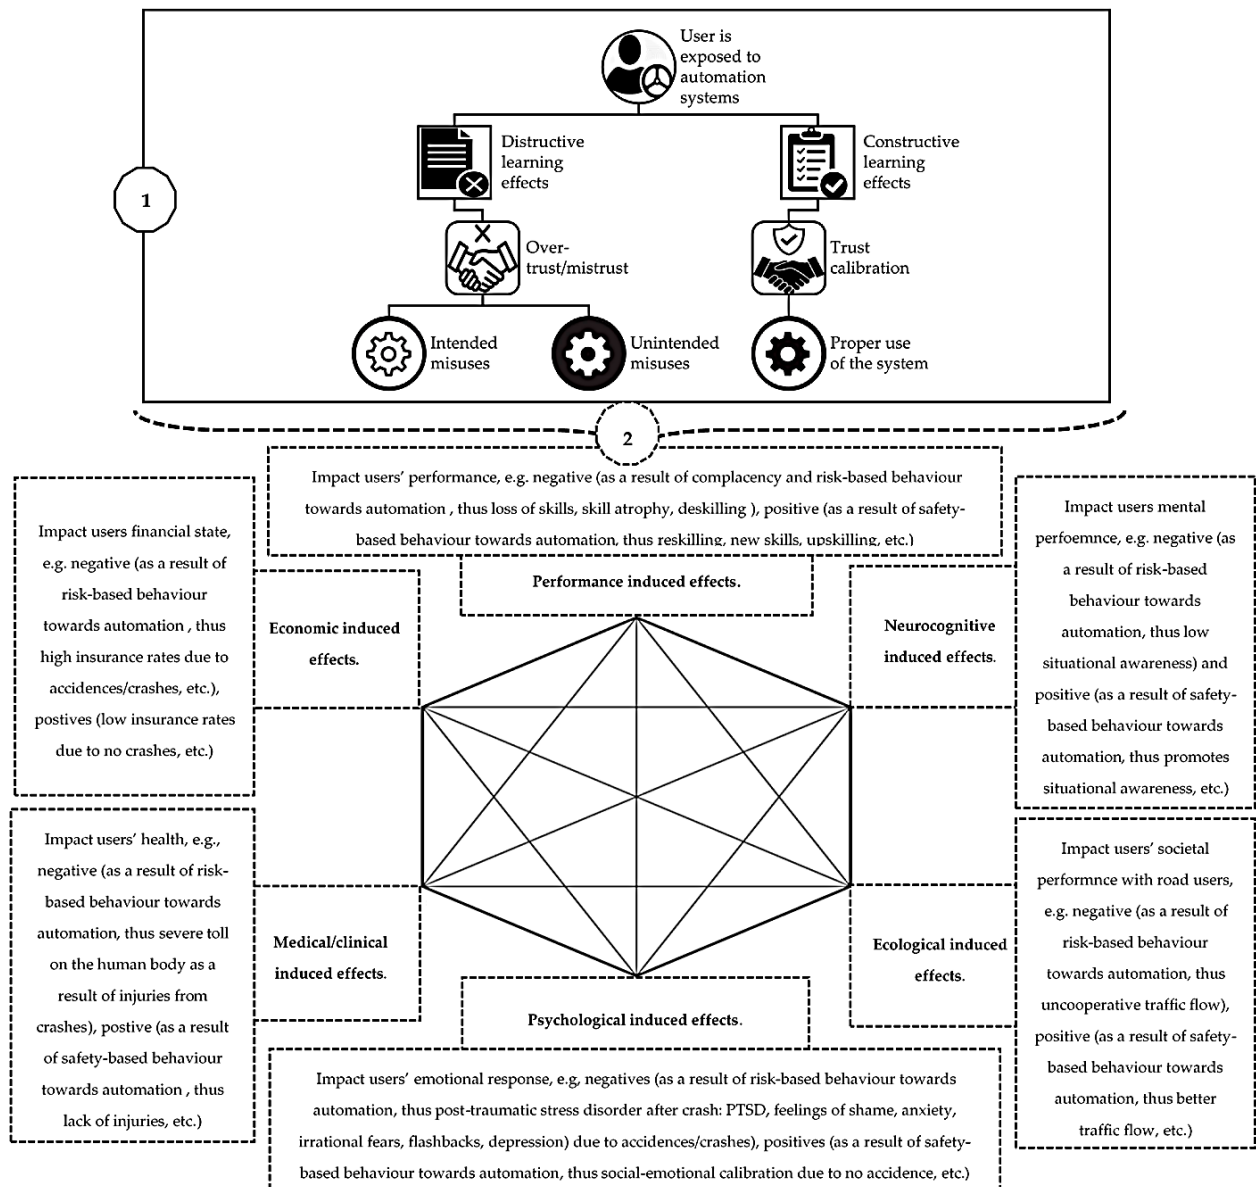 User is
exposed to
automation
systems
Distructive
learning
effects
Constructive
learning
effects
1
Over-
trust/mistrust
Trust
calibration
Intended
misuses
Unintended
misuses
Proper use
of the system
2
Impact users’ performance, e.g. negative (as a result of complacency and risk-based behaviour
towards automation , thus loss of skills, skill atrophy, deskilling ), positive (as a result of safety-
based behaviour towards automation, thus reskilling, new skills, upskilling, etc.)
Performance induced effects.
Impact users financial state,
e.g. negative (as a result of
risk-based behaviour
towards automation , thus
high insurance rates due to
accidences/crashes, etc.),
postives (low insurance rates
due to no crashes, etc.)
Economic induced
effects.
Neurocognitive
induced effects.
Impact users mental
perfoemnce, e.g. negative (as
a result of risk-based
behaviour towards
automation, thus low
situational awareness) and
positive (as a result of safety-
based behaviour towards
automation, thus promotes
situational awareness, etc.)
Impact users’ health, e.g.,
negative (as a result of risk-
based behaviour towards
automation, thus severe toll
on the human body as a
result of injuries from
crashes), postive (as a result
of safety-based behaviour
towards automation , thus
lack of injuries, etc.)
Medical/clinical
induced effects.
Ecological induced
effects.
Impact users’ societal
performnce with road users,
e.g. negative (as a result of
risk-based behaviour
towards automation, thus
uncooperative traffic flow),
positive (as a result of safety-
based behaviour towards
automation, thus better
traffic flow, etc.)
Psychological induced effects.
Impact users’ emotional response, e.g, negatives (as a result of risk-based behaviour towards
automation, thus post-traumatic stress disorder after crash: PTSD, feelings of shame, anxiety,
irrational fears, flashbacks, depression) due to accidences/crashes), positives (as a result of safety-
based behaviour towards automation, thus social-emotional calibration due to no accidence, etc.)